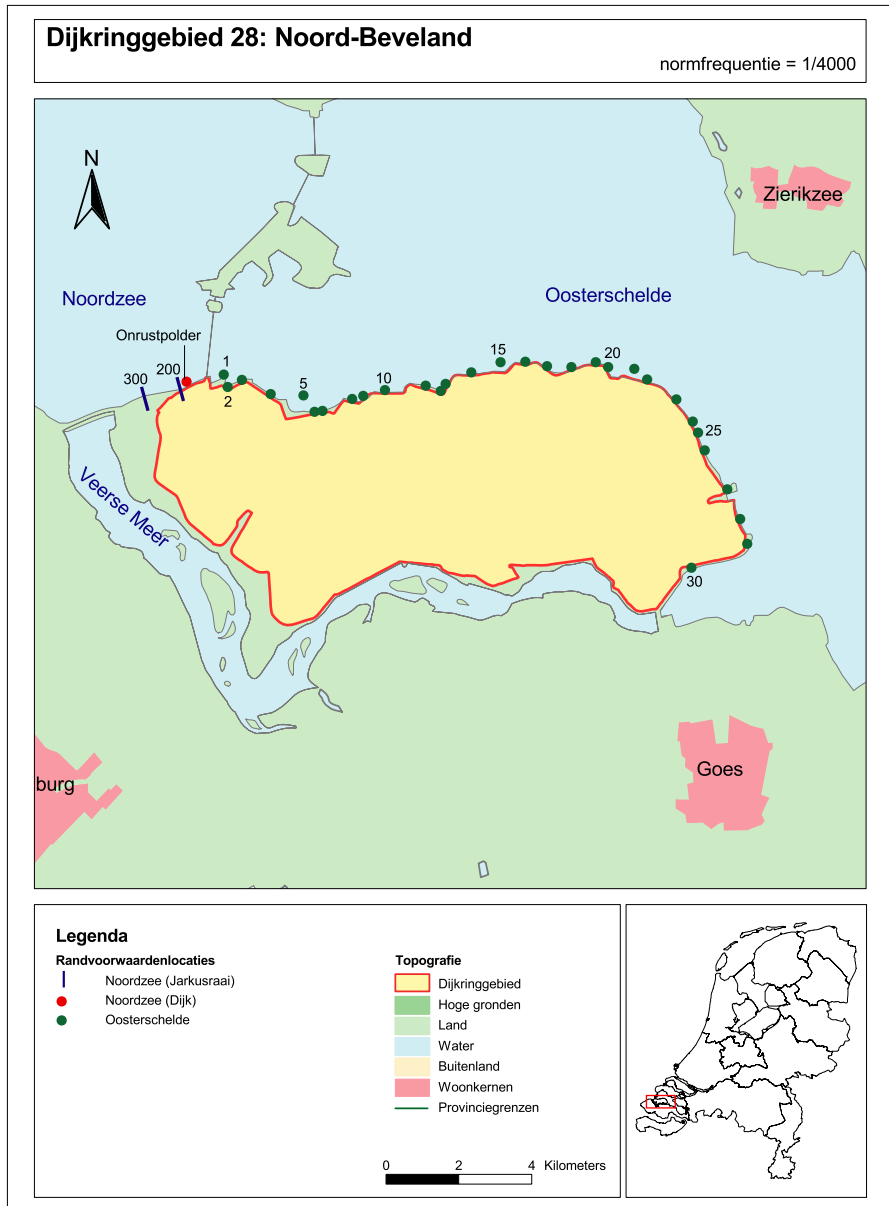 Dijkringgebied 28: Noord-Beveland
normfrequentie = 1/4000
N
Zierikzee
Noordzee
Oosterschelde
Onrustpolder
300
200
1
2
5
10
15
20
25
30
Veerse Meer
Goes
burg
Legenda
Randvoorwaardenlocaties
Noordzee (Jarkusraai)
Noordzee (Dijk)
Oosterschelde
Topografie
Dijkringgebied
Hoge gronden
Land
Water
Buitenland
Woonkernen
Provinciegrenzen
0 2 4 Kilometers